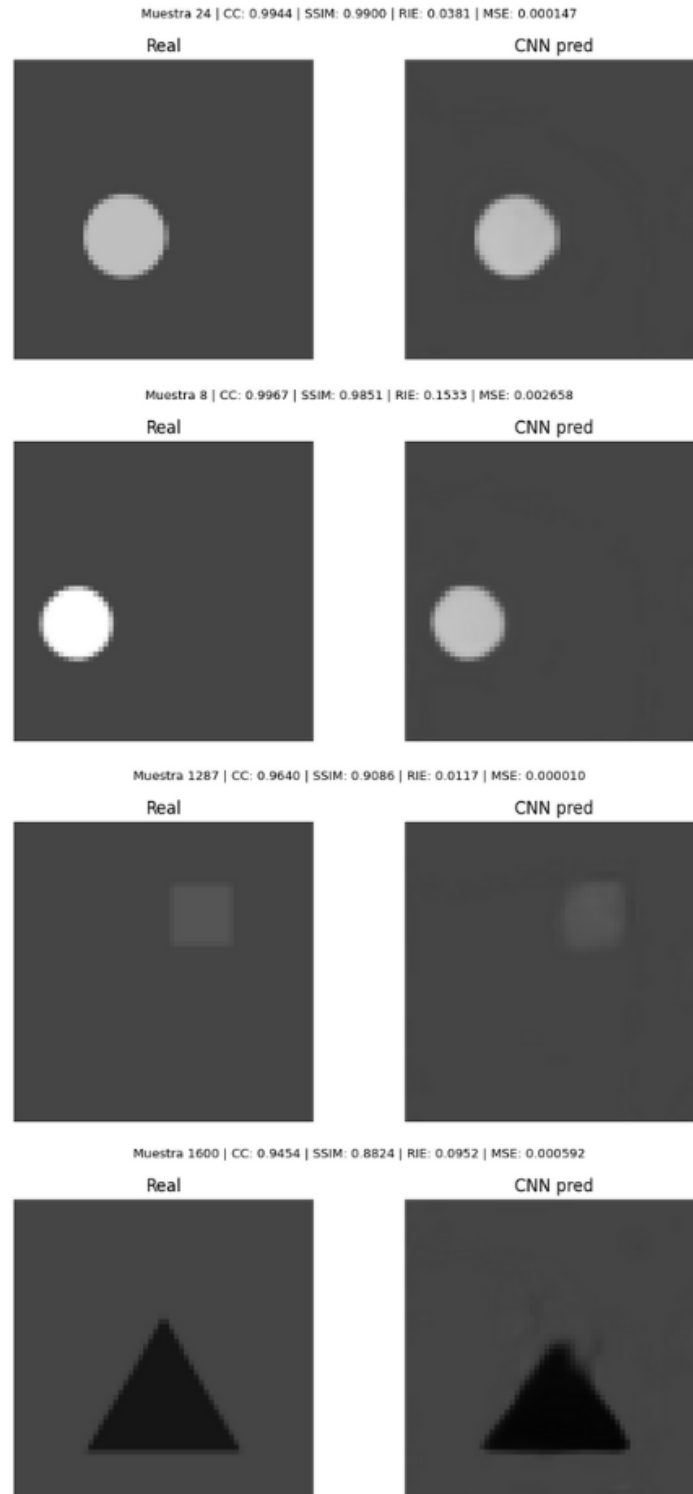 Muestra 24 | CC: 0.9944 | SSIM: 0.9900 | RIE: 0.0381 | MSE: 0.000147
Real
CNN pred
Muestra 8 | CC: 0.9967 | SSIM: 0.9851 | RIE: 0.1533 | MSE: 0.002658
Real
CNN pred
Muestra 1287 | CC: 0.9640 | SSIM: 0.9086 | RIE: 0.0117 | MSE: 0.000010
Real
CNN pred
Muestra 1600 | CC: 0.9454 | SSIM: 0.8824 | RIE: 0.0952 | MSE: 0.000592
Real
CNN pred